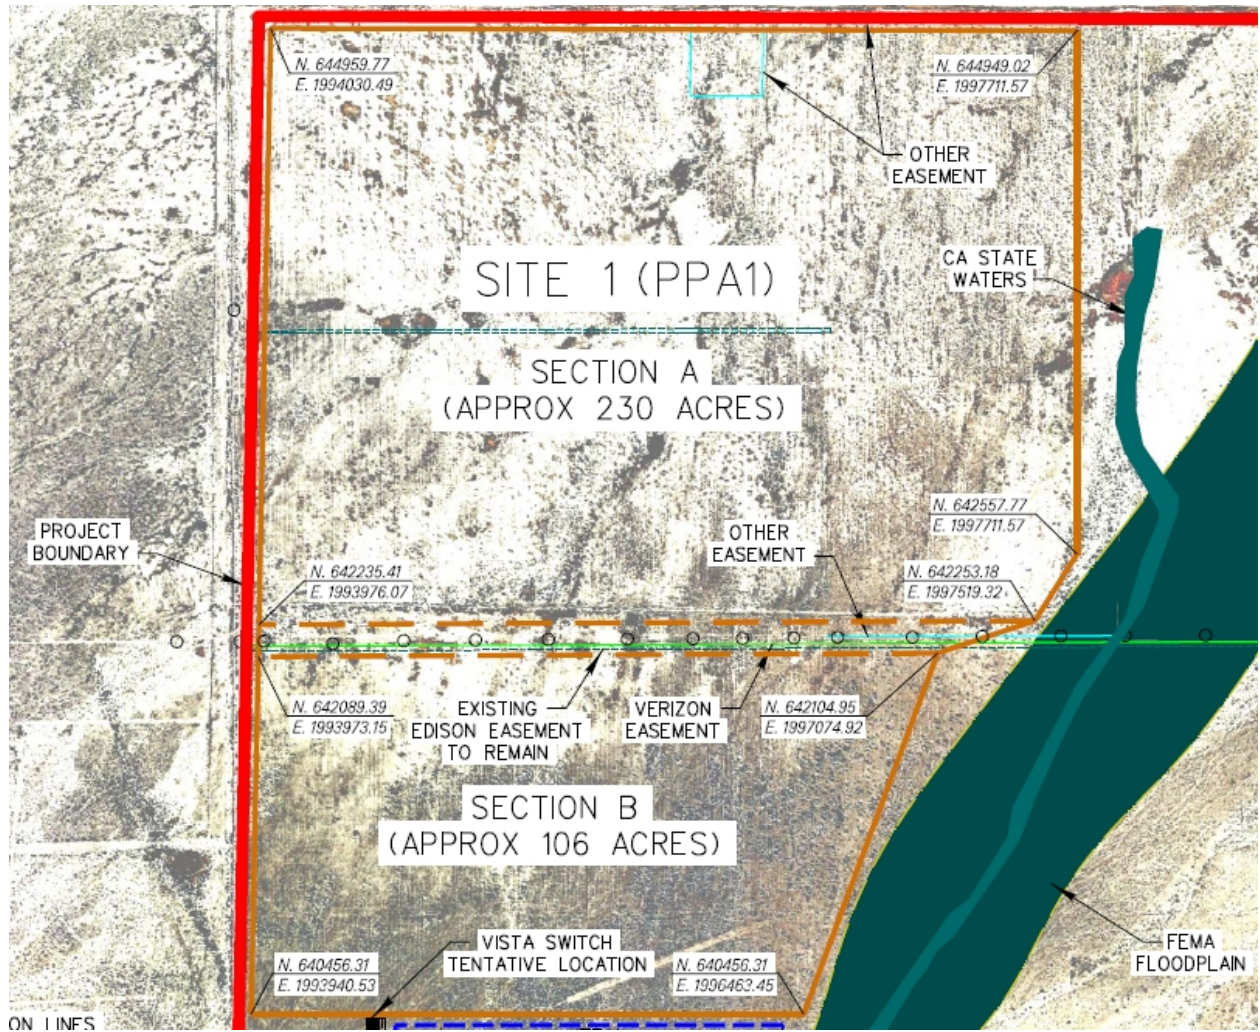 N. 644959.77
E. 1994030.49
N. 644949.02
E. 1997711.57
OTHER
EASEMENT
SITE 1 (PPA1)
CA STATE
WATERS
SECTION A
(APPROX 230 ACRES)
N. 642557.77
E. 1997711.57
PROJECT
BOUNDARY
OTHER
EASEMENT
N. 642235.41
E. 1993976.07
N. 642253.18
E. 1997519.32
N. 642089.39
E. 1993973.15
EXISTING
EDISON EASEMENT
TO REMAIN
VERIZON
EASEMENT
N. 642104.95
E. 1997074.92
SECTION B
(APPROX 106 ACRES)
VISTA SWITCH
TENTATIVE LOCATION
FEMA
FLOODPLAIN
N. 640456.31
E. 1993940.53
N. 640456.31
E. 1996463.45
ON LINES